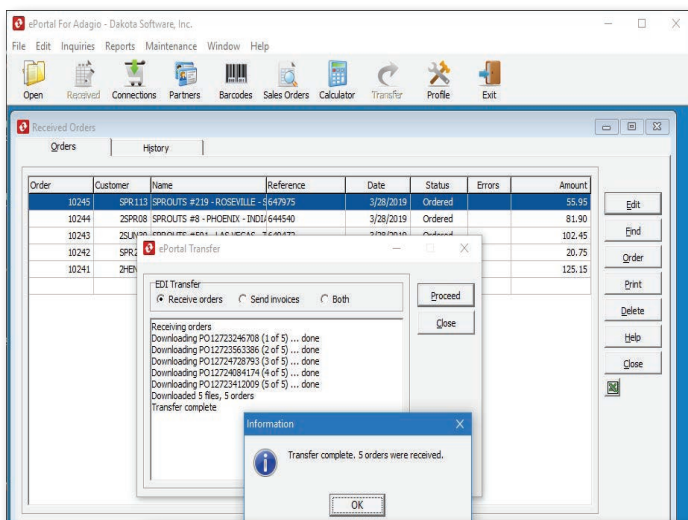 ePortal For Adagio - Dakota Software, Inc.
File Edit Inquiries Reports Maintenance Window Help
Open Received Connections Partners Barcodes Sales Orders Calculator Transfer Profile Exit
Received Orders
Orders History
Order Customer Name Reference Date Status Errors Amount
10245 SPR113 SPROUTS #219 - ROSEVILLE - S 647975 3/28/2019 Ordered 55.95
10244 2SPR08 SPROUTS #8 - PHOENIX - INDI 644540 3/28/2019 Ordered 81.90
10243 102.45
10242 SPR2 20.75
10241 2HEN 125.15
Edit
Find
Order
Print
Delete
Help
Close
ePortal Transfer
EDI Transfer
Receive orders Send invoices Both
Proceed
Close
Receiving orders
Downloading PO12723246708 (1 of 5) ... done
Downloading PO12723563386 (2 of 5) ... done
Downloading PO12724728793 (3 of 5) ... done
Downloading PO12724084174 (4 of 5) ... done
Downloading PO12723412009 (5 of 5) ... done
Downloaded 5 files, 5 orders
Transfer complete
Information
Transfer complete. 5 orders were received.
OK